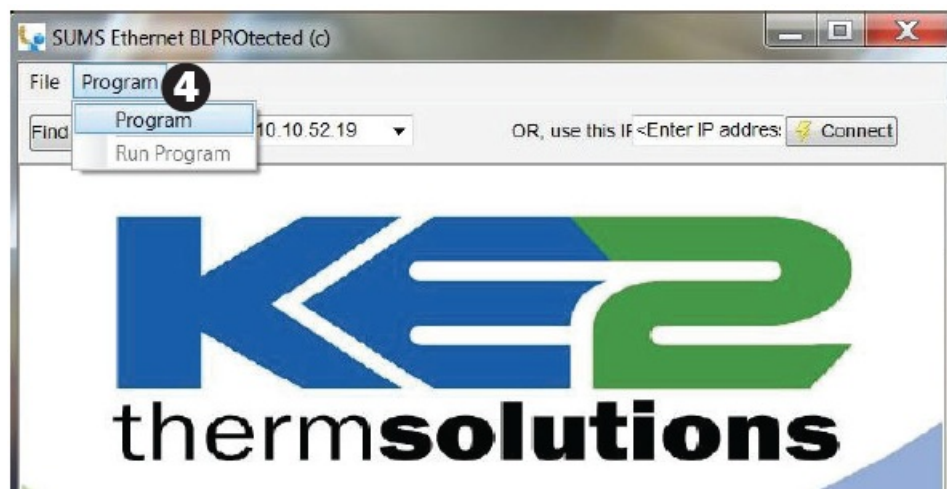 SUMS Ethernet BLPROtected (c)
File Program 4
Find
Program
10.10.52.19
OR, use this IF <Enter IP addres: Connect
Run Program
KE2
thermsolutions